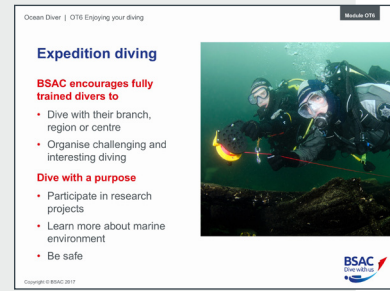 Ocean Diver | OT6 Enjoying your diving
Module OT6
Expedition diving
BSAC encourages fully
trained divers to
• Dive with their branch,
region or centre
• Organise challenging and
interesting diving
Dive with a purpose
• Participate in research
projects
• Learn more about marine
environment
• Be safe
BSAC
Dive with us
Copyright © BSAC 2017